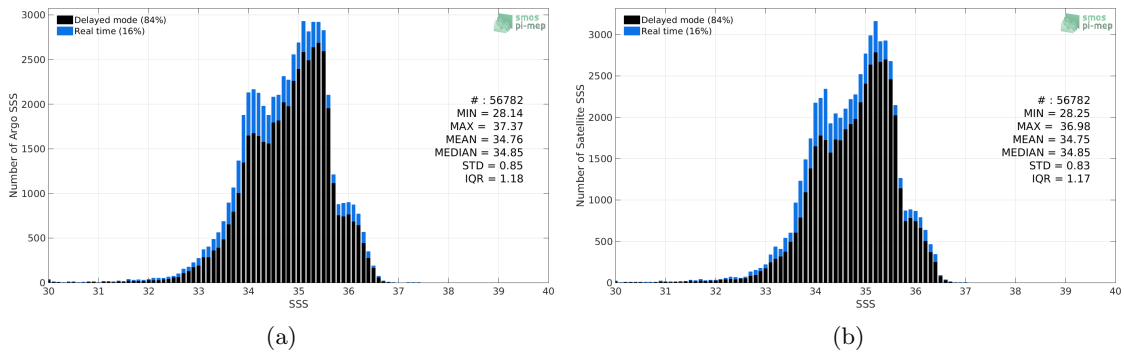 Delayed mode (84%)
Real time (16%)
smos
pi-mep
# : 56782
MIN = 28.14
MAX = 37.37
MEAN = 34.76
MEDIAN = 34.85
STD = 0.85
IQR = 1.18
Number of Argo SSS
3000
2500
2000
1500
1000
500
0
30 31 32 33 34 35 36 37 38 39 40
SSS
(a)
Delayed mode (84%)
Real time (16%)
smos
pi-mep
# : 56782
MIN = 28.25
MAX = 36.98
MEAN = 34.75
MEDIAN = 34.85
STD = 0.83
IQR = 1.17
Number of Satellite SSS
3000
2500
2000
1500
1000
500
0
30 31 32 33 34 35 36 37 38 39 40
SSS
(b)